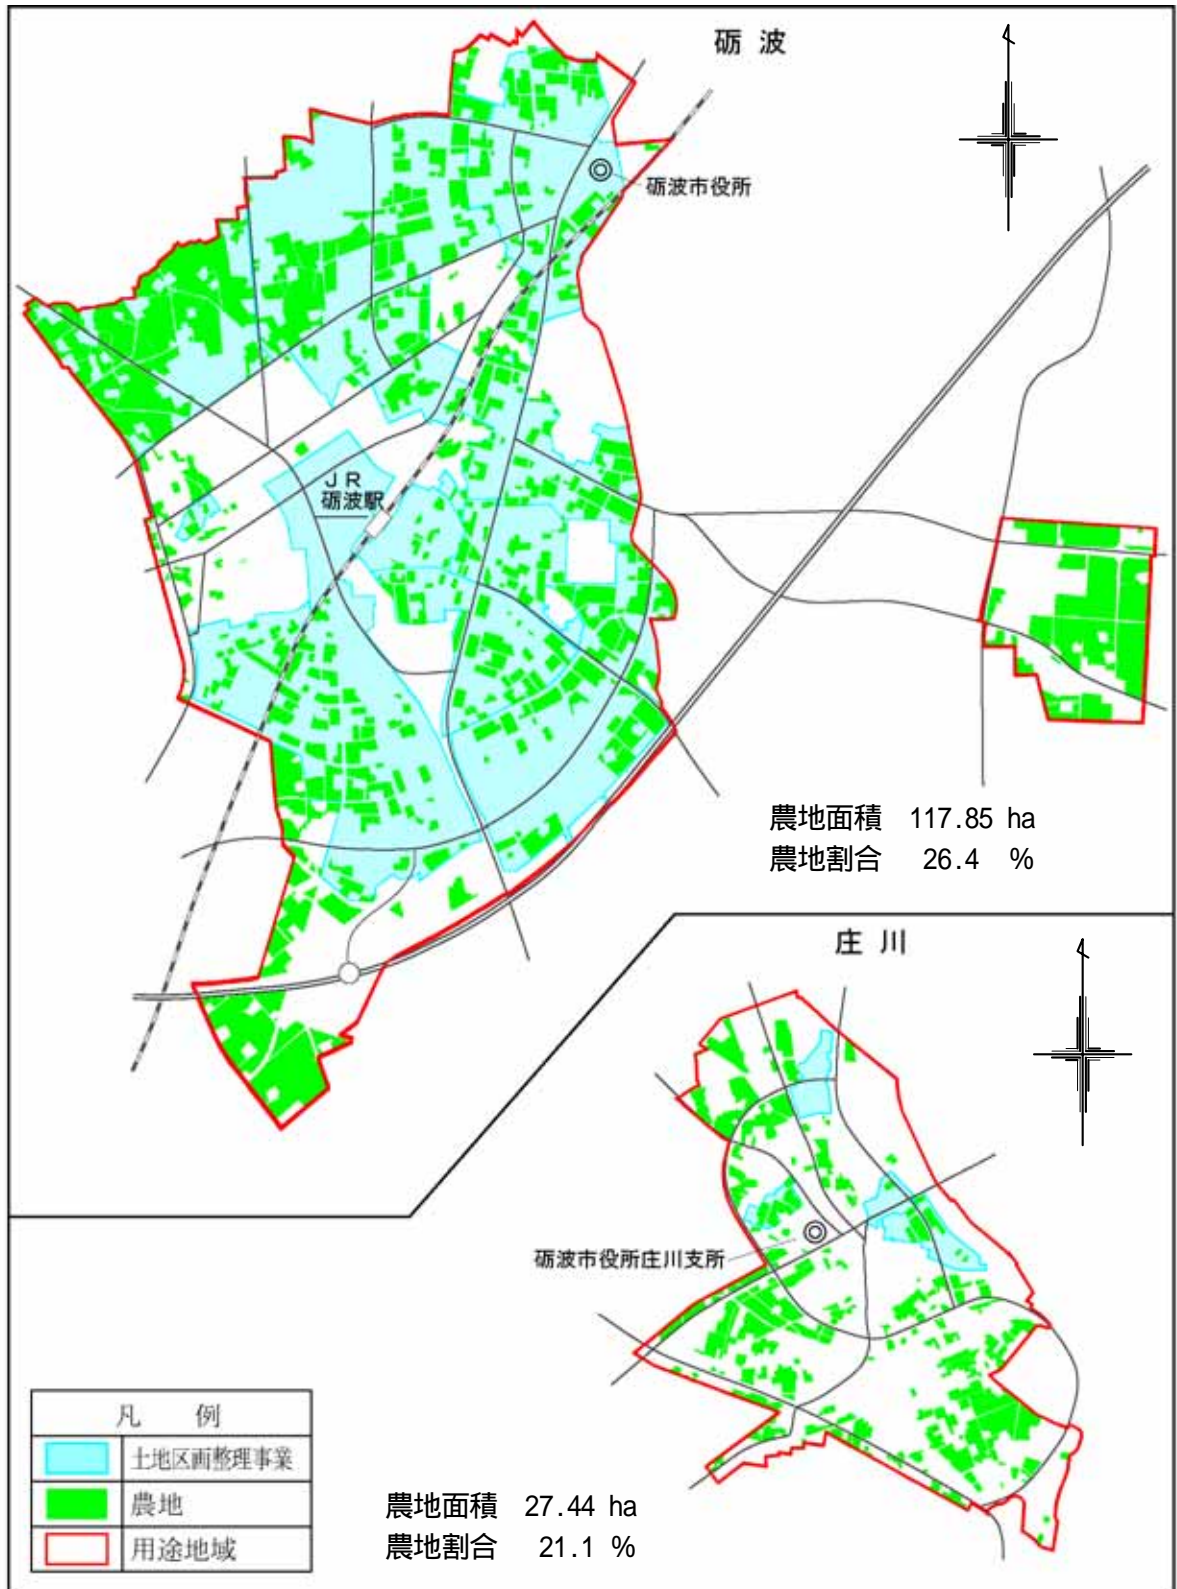 砺波
砺波市役所
JR
砺波駅
農地面積 117.85 ha
農地割合 26.4 %
庄川
砺波市役所庄川支所
凡 例
土地区画整理事業
農地
用途地域
農地面積 27.44 ha
農地割合 21.1 %